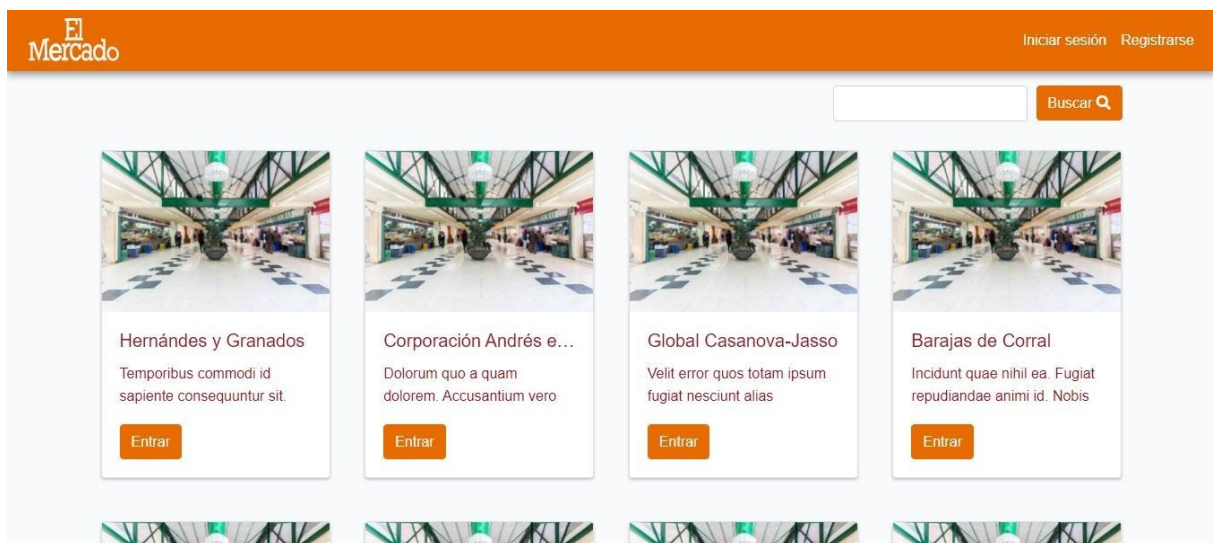 El
Mercado
Iniciar sesión Registrarse
Buscar
Hernándes y Granados
Temporibus commodi id
sapiente consequuntur sit.
Entrar
Corporación Andrés e…
Dolorum quo a quam
dolorem. Accusantium vero
Entrar
Global Casanova-Jasso
Velit error quos totam ipsum
fugiat nesciunt alias
Entrar
Barajas de Corral
Incidunt quae nihil ea. Fugiat
repudiandae animi id. Nobis
Entrar